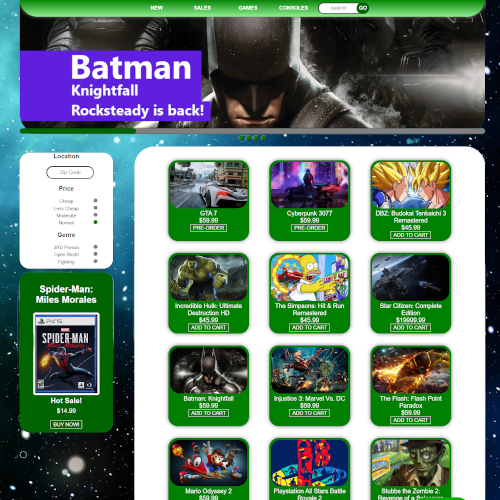 NEW SALES GAMES CONSOLES search GO
Batman
Knightfall
Rocksteady is back!
Location
Zip Code
Price
Cheap
Less Cheap
Moderate
Normal
Genre
3RD Person
Open World
Fighting
Spider-Man:
Miles Morales
PS5
MARVEL
SPIDER-MAN
Hot Sale!
$14.99
BUY NOW!
GTA 7
$59.99
PRE-ORDER
Cyberpunk 3077
$59.99
PRE-ORDER
DBZ: Budokai Tenkaichi 3
Remastered
$45.99
ADD TO CART
Incredible Hulk: Ultimate
Destruction HD
$45.99
ADD TO CART
The Simpsons: Hit & Run
Remastered
$45.99
ADD TO CART
Star Citizen: Complete
Edition
$19999.99
ADD TO CART
Batman: Knightfall
$59.99
ADD TO CART
Injustice 3: Marvel Vs. DC
$59.99
ADD TO CART
The Flash: Flash Point
Paradox
$59.99
ADD TO CART
Mario Odyssey 2
$59.99
Playstation All Stars Battle
Royale 2
Stubbs the Zombie 2: